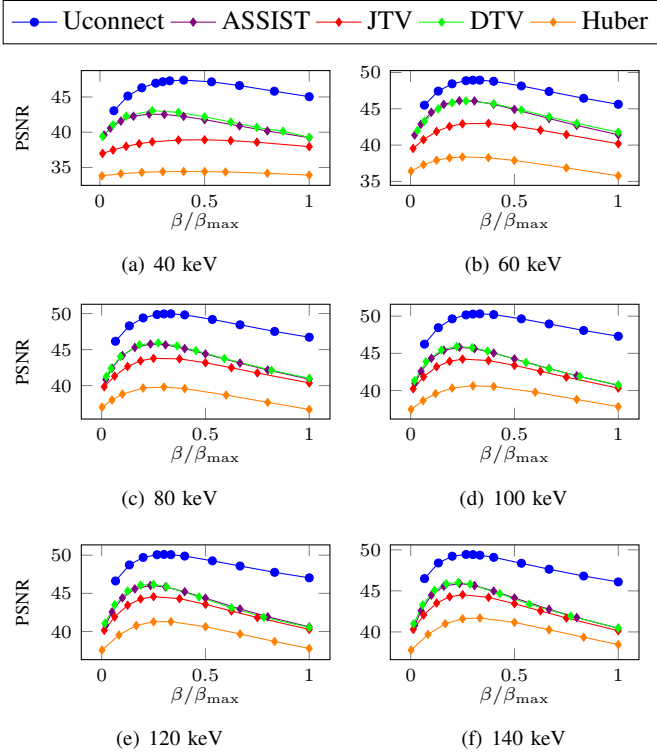 Uconnect ASSIST JTV DTV Huber
45
40
35
PSNR
0 0.5 1
β/βmax
(a) 40 keV
50
45
40
35
0 0.5 1
β/βmax
(b) 60 keV
50
45
40
PSNR
0 0.5 1
β/βmax
(c) 80 keV
50
45
40
0 0.5 1
β/βmax
(d) 100 keV
50
45
40
PSNR
0 0.5 1
β/βmax
(e) 120 keV
50
45
40
0 0.5 1
β/βmax
(f) 140 keV